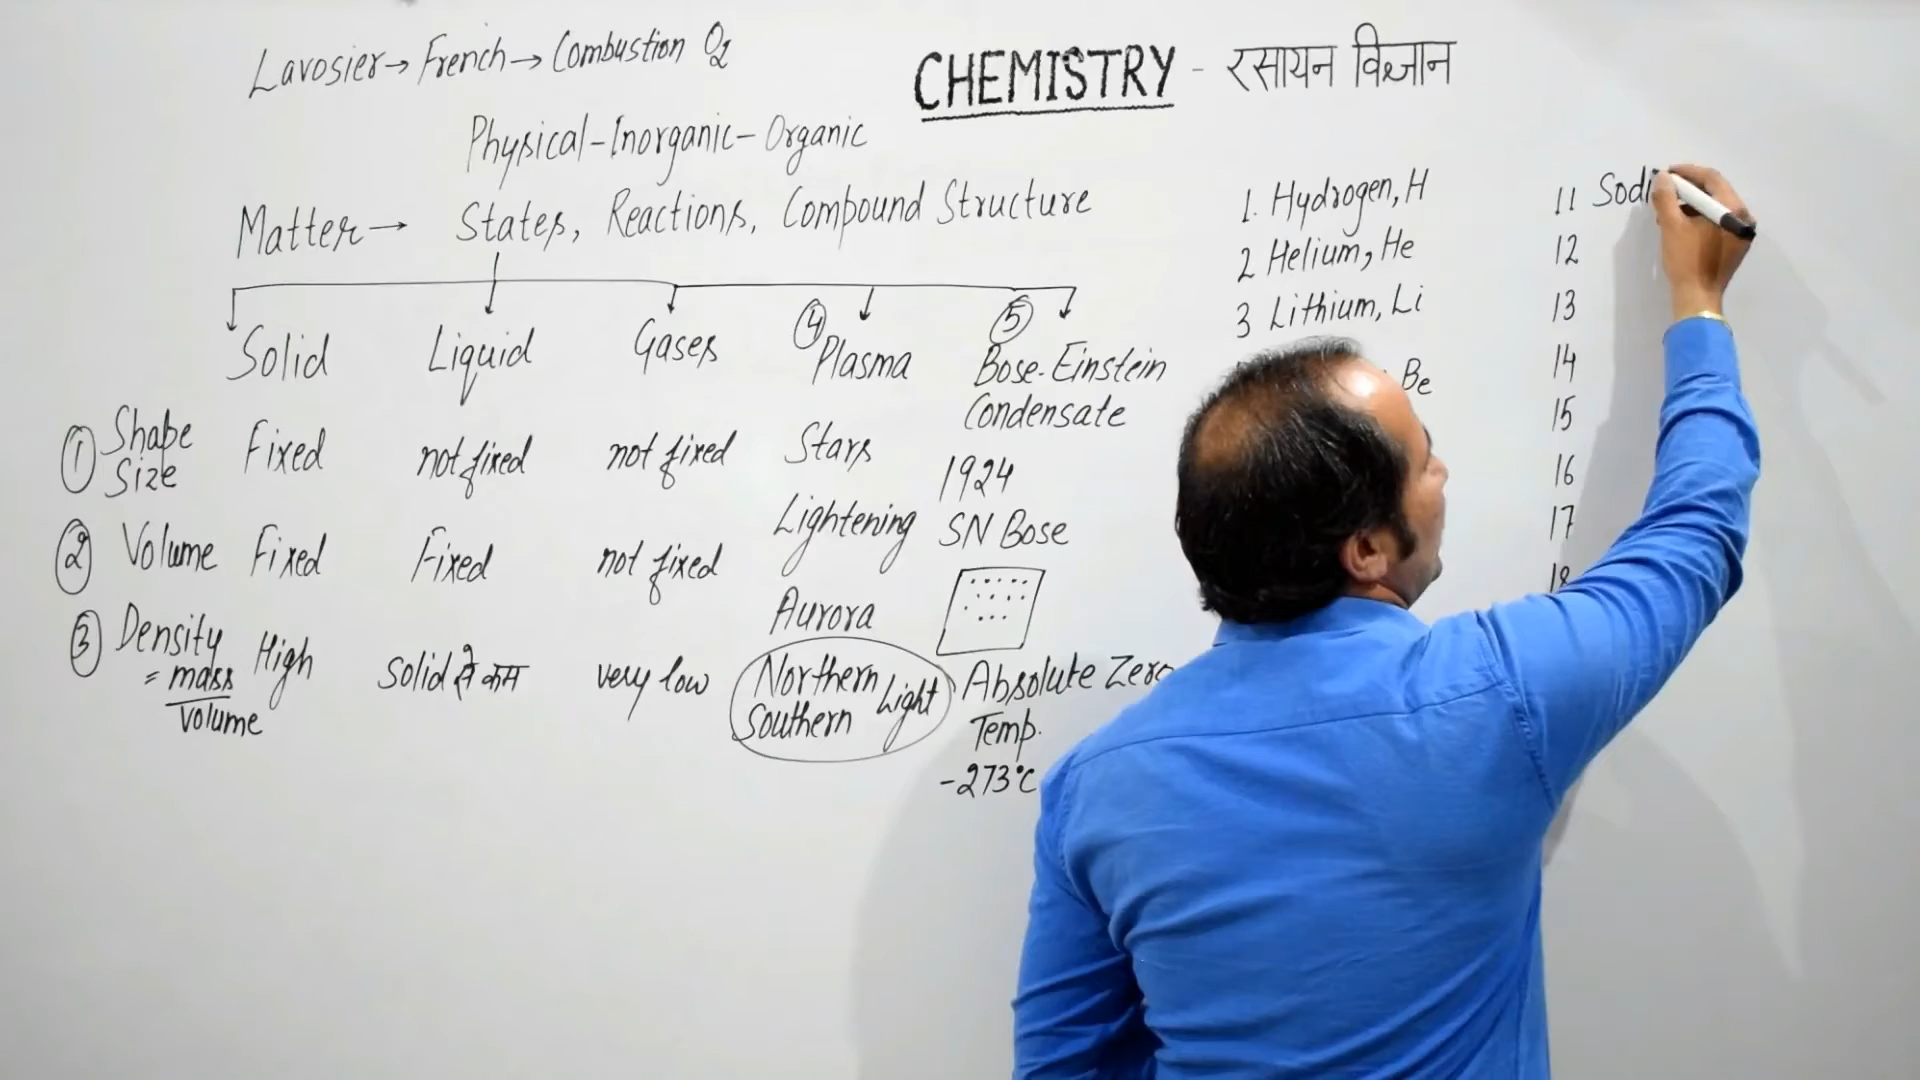 Lavosier→ French→ Combustion O2
CHEMISTRY - रसायन विज्ञान
Physical-Inorganic-Organic
Matter→ States, Reactions, Compound Structure
Solid Liquid Gases ④ Plasma ⑤ Bose-Einstein Condensate
① Shape Size Fixed not fixed not fixed
② Volume Fixed Fixed not fixed
③ Density = mass/volume High solid से कम very low
Stars
Lightening
Aurora
Northern Southern Light
1924
SN Bose
Absolute Zero
Temp.
-273°C
1. Hydrogen, H
2 Helium, He
3 Lithium, Li
Be
11 Sodi
12
13
14
15
16
17
18